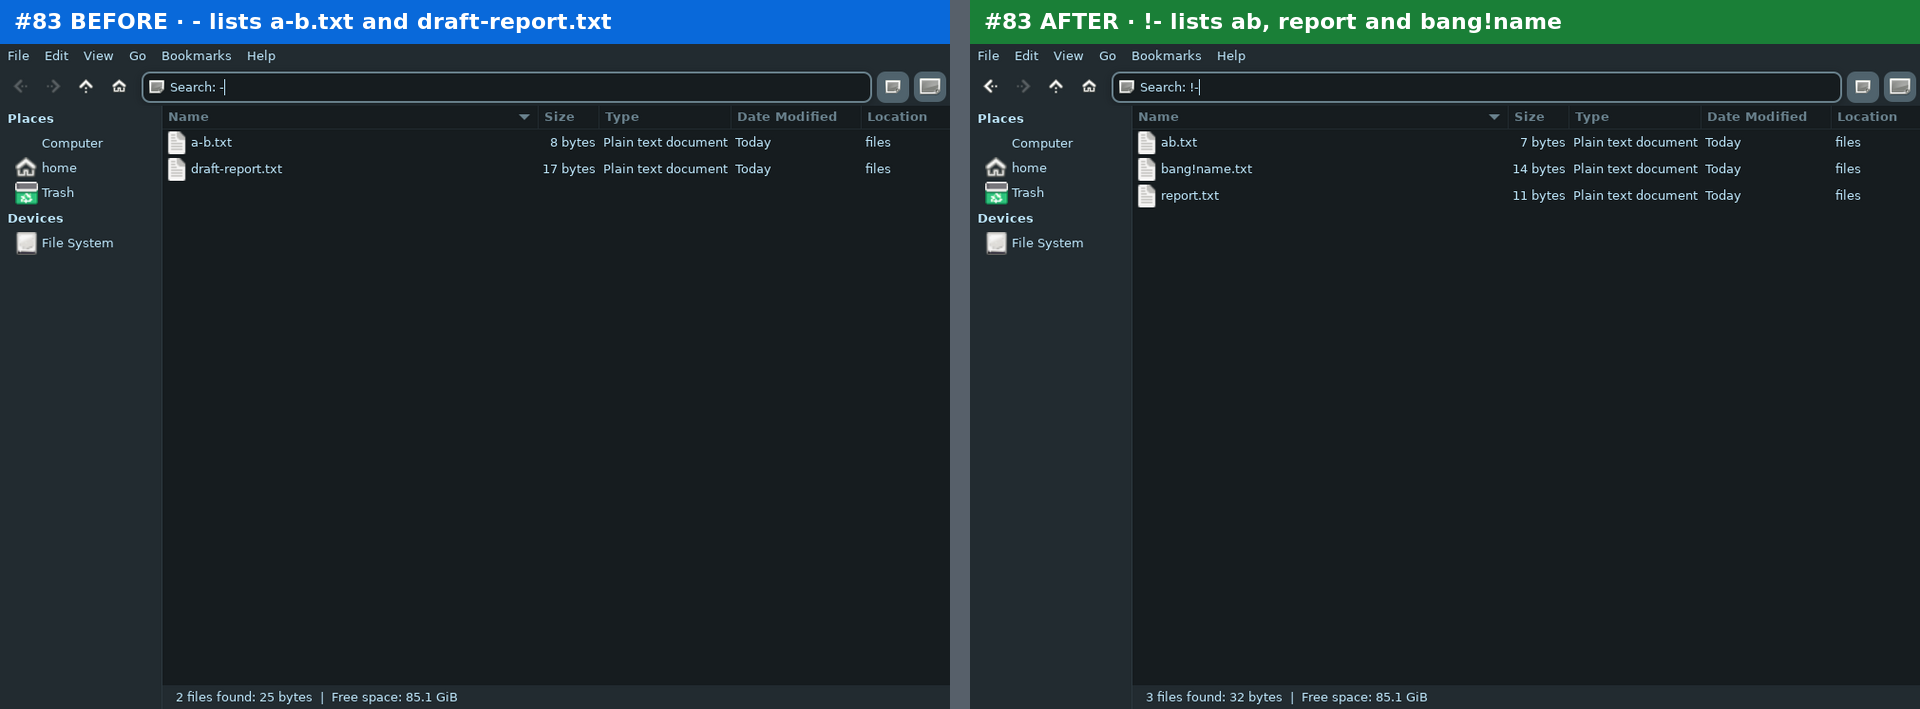 #83 BEFORE · - lists a-b.txt and draft-report.txt
File Edit View Go Bookmarks Help
Search: -
Places
Computer
home
Trash
Devices
File System
Name Size Type Date Modified Location
a-b.txt 8 bytes Plain text document Today files
draft-report.txt 17 bytes Plain text document Today files
2 files found: 25 bytes | Free space: 85.1 GiB
#83 AFTER · !- lists ab, report and bang!name
File Edit View Go Bookmarks Help
Search: !-
Places
Computer
home
Trash
Devices
File System
Name Size Type Date Modified Location
ab.txt 7 bytes Plain text document Today files
bang!name.txt 14 bytes Plain text document Today files
report.txt 11 bytes Plain text document Today files
3 files found: 32 bytes | Free space: 85.1 GiB